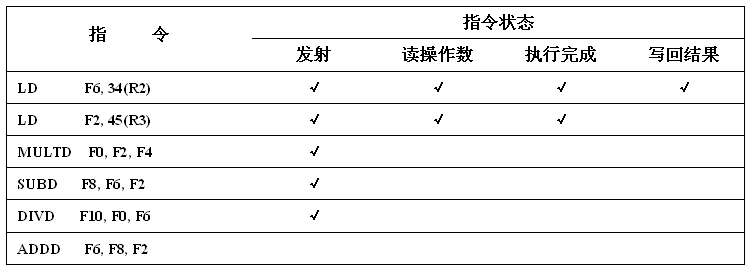 指 令 指令状态
发射 读操作数 执行完成 写回结果
LD F6, 34(R2) √ √ √ √
LD F2, 45(R3) √ √ √
MULTD F0, F2, F4 √
SUBD F8, F6, F2 √
DIVD F10, F0, F6 √
ADDD F6, F8, F2